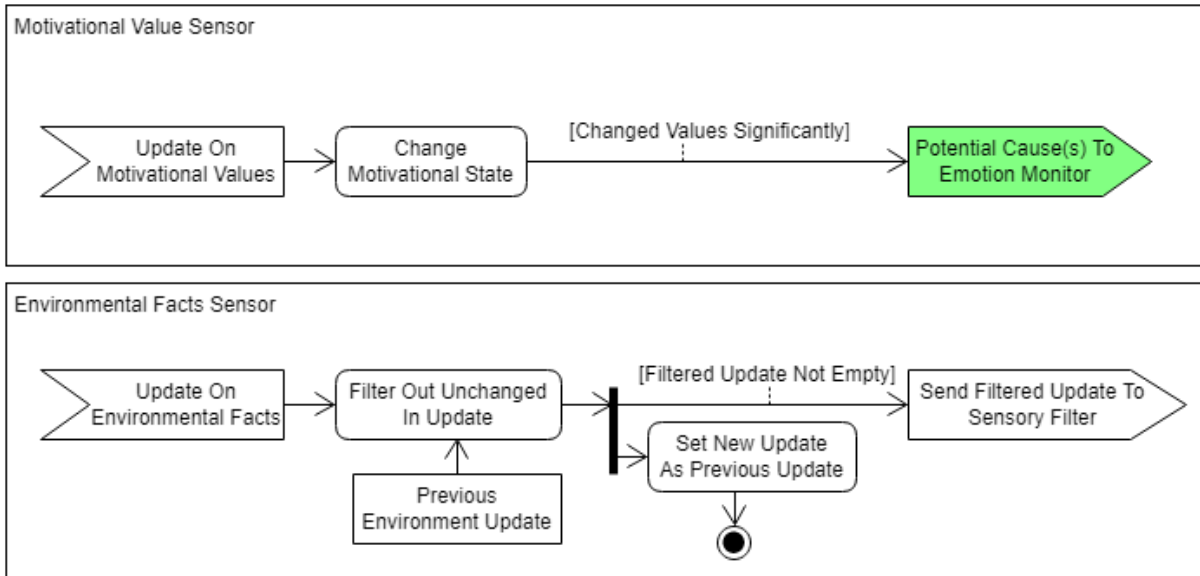 Motivational Value Sensor
Update On
Motivational Values
Change
Motivational State
[Changed Values Significantly]
Potential Cause(s) To
Emotion Monitor
Environmental Facts Sensor
Update On
Environmental Facts
Filter Out Unchanged
In Update
Previous
Environment Update
[Filtered Update Not Empty]
Set New Update
As Previous Update
Send Filtered Update To
Sensory Filter